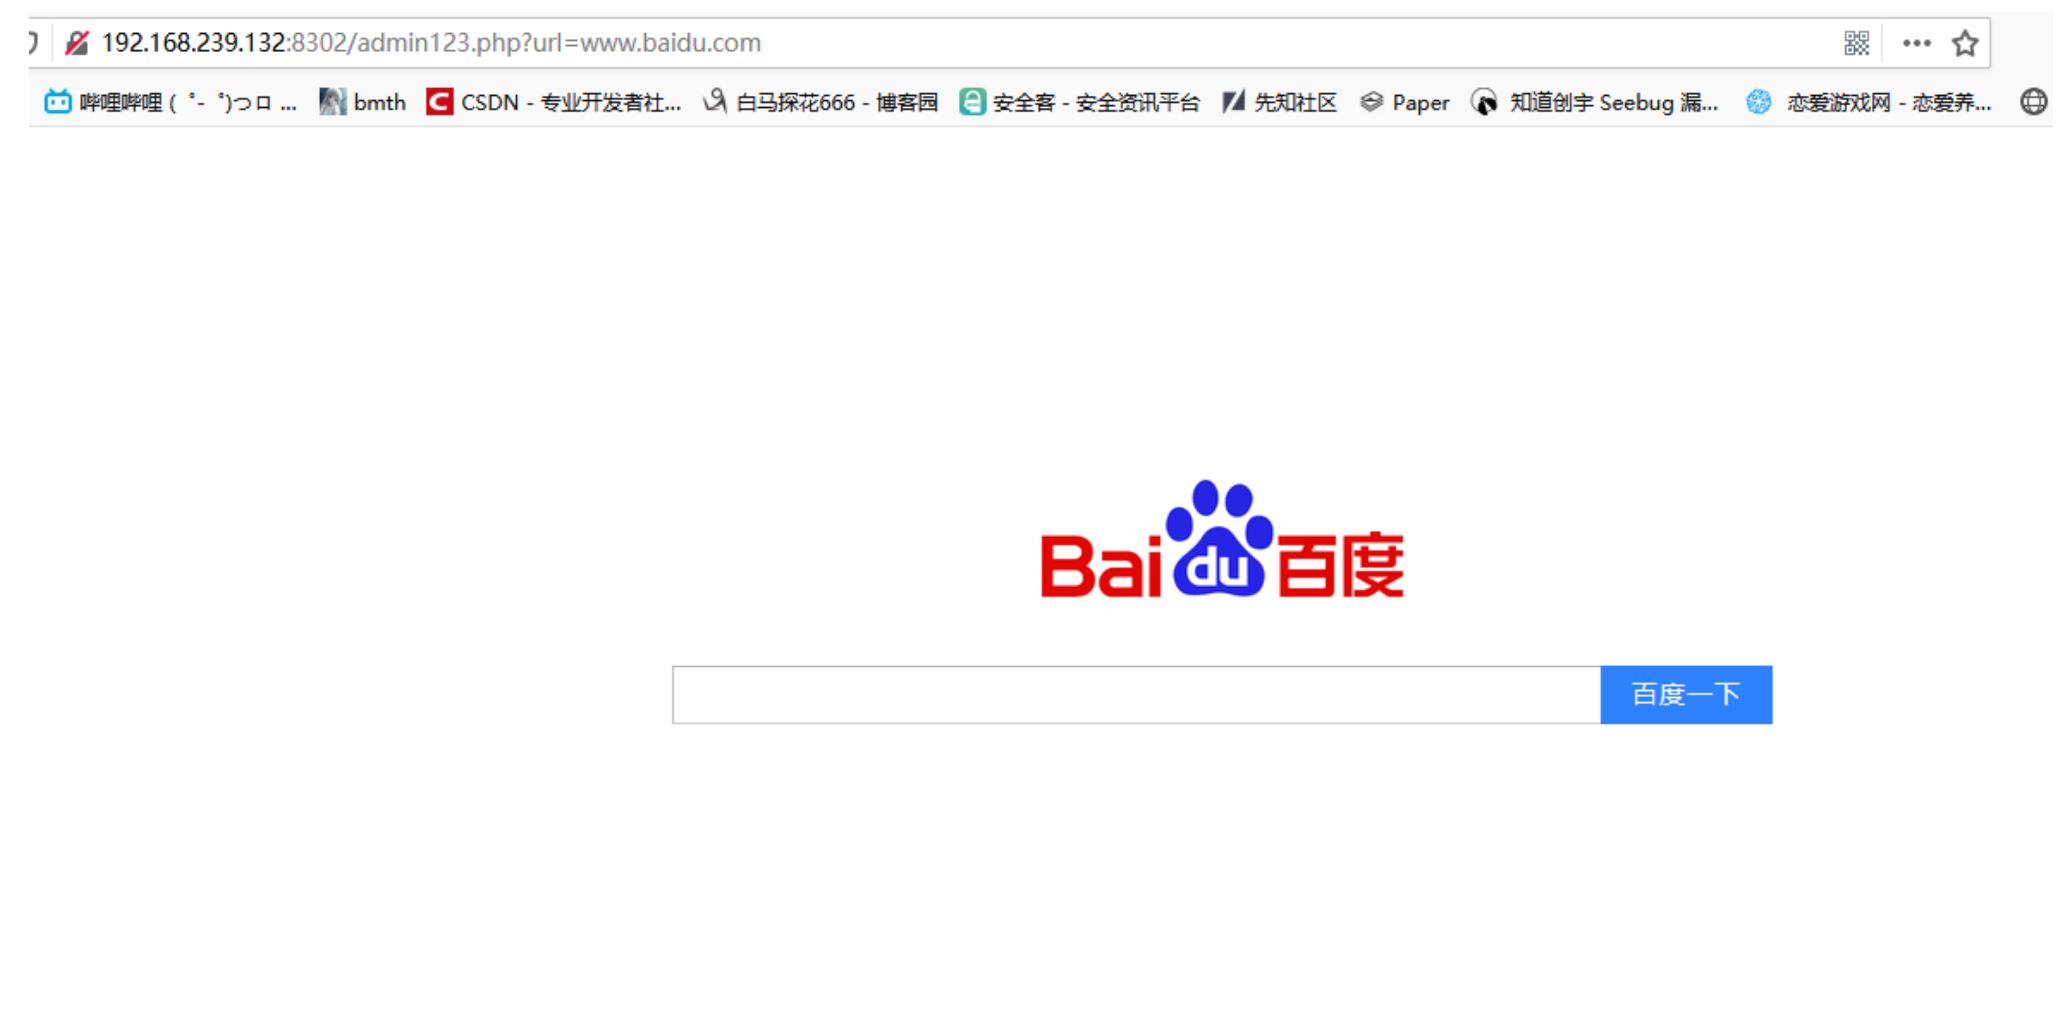 192.168.239.132:8302/admin123.php?url=www.baidu.com
哔哩哔哩 ( ゜- ゜)つロ ... bmth CSDN - 专业开发者社... 白马探花666 - 博客园 安全客 - 安全资讯平台 先知社区 Paper 知道创宇 Seebug 漏... 恋爱游戏网 - 恋爱养...
Bai du 百度
百度一下